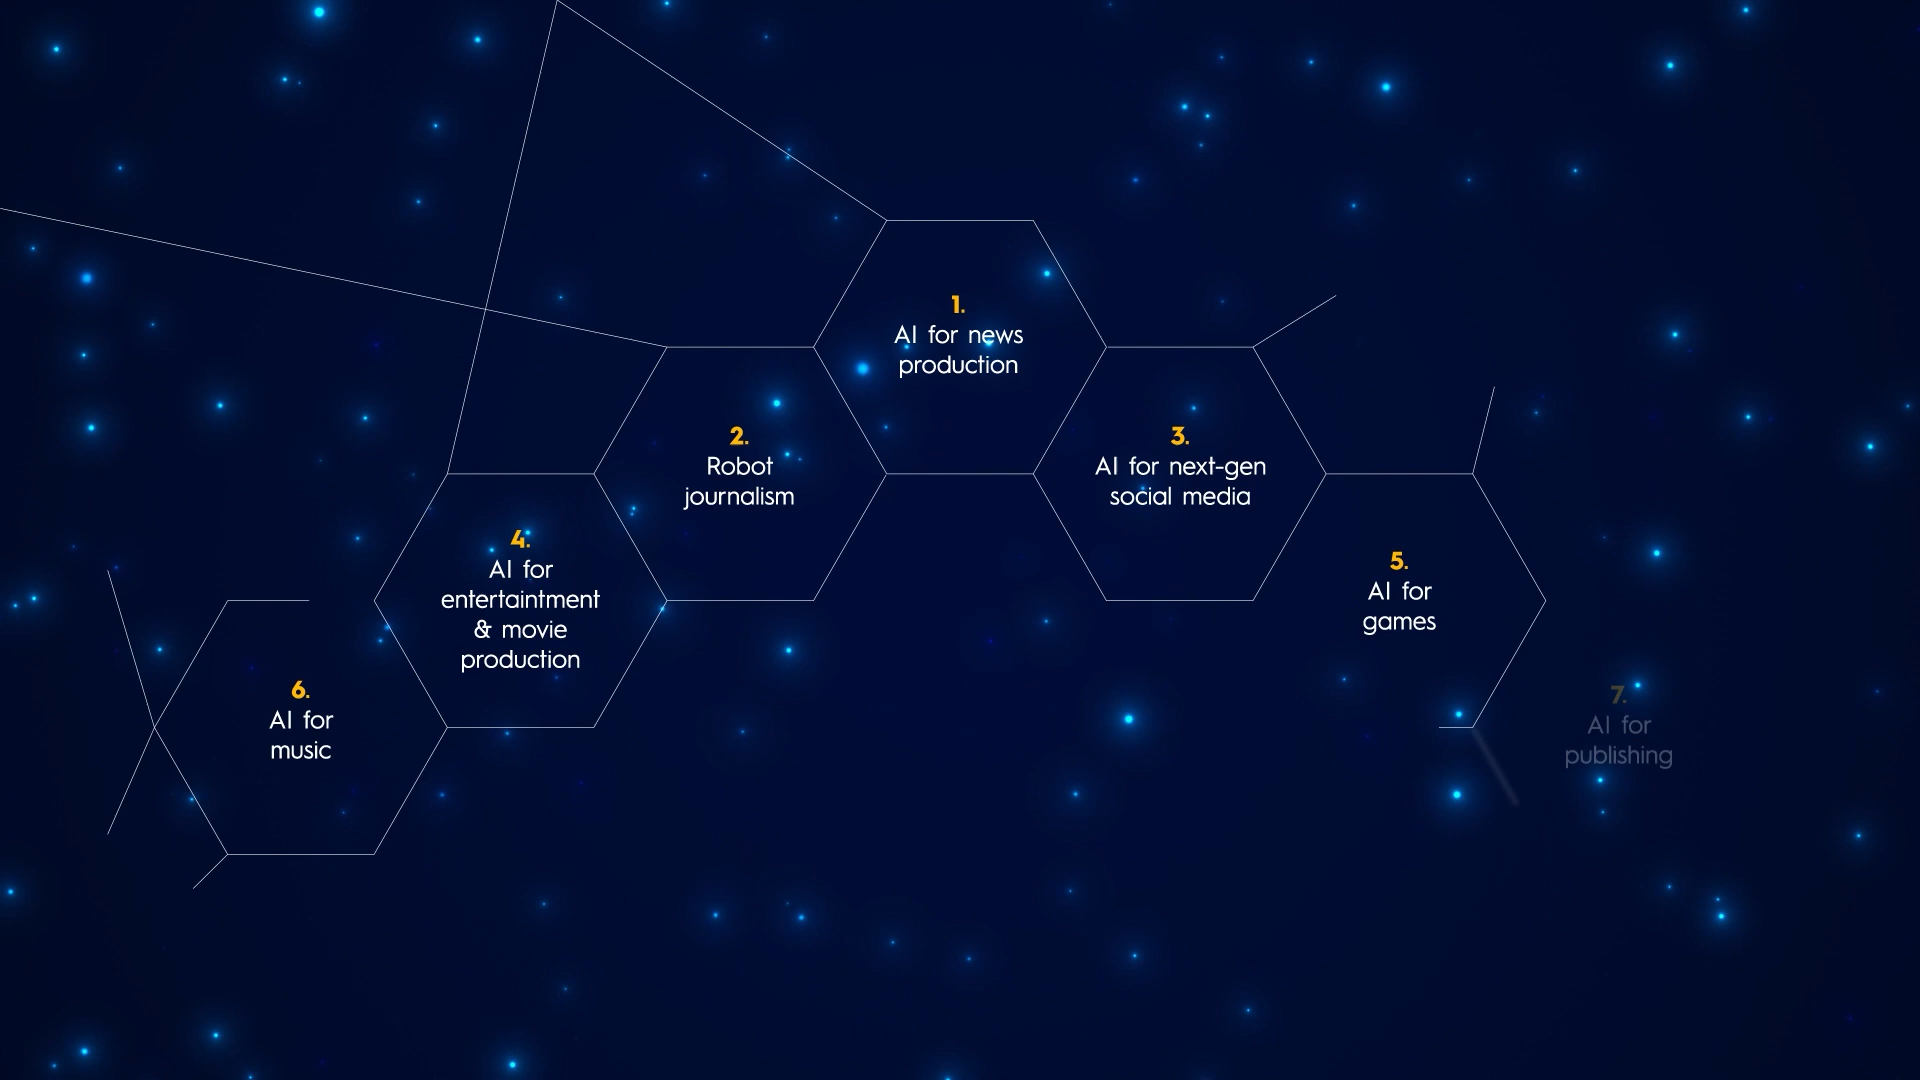 1.
AI for news
production
2.
Robot
journalism
3.
AI for next-gen
social media
4.
AI for
entertaintment
& movie
production
5.
AI for
games
6.
AI for
music
7.
AI for
publishing